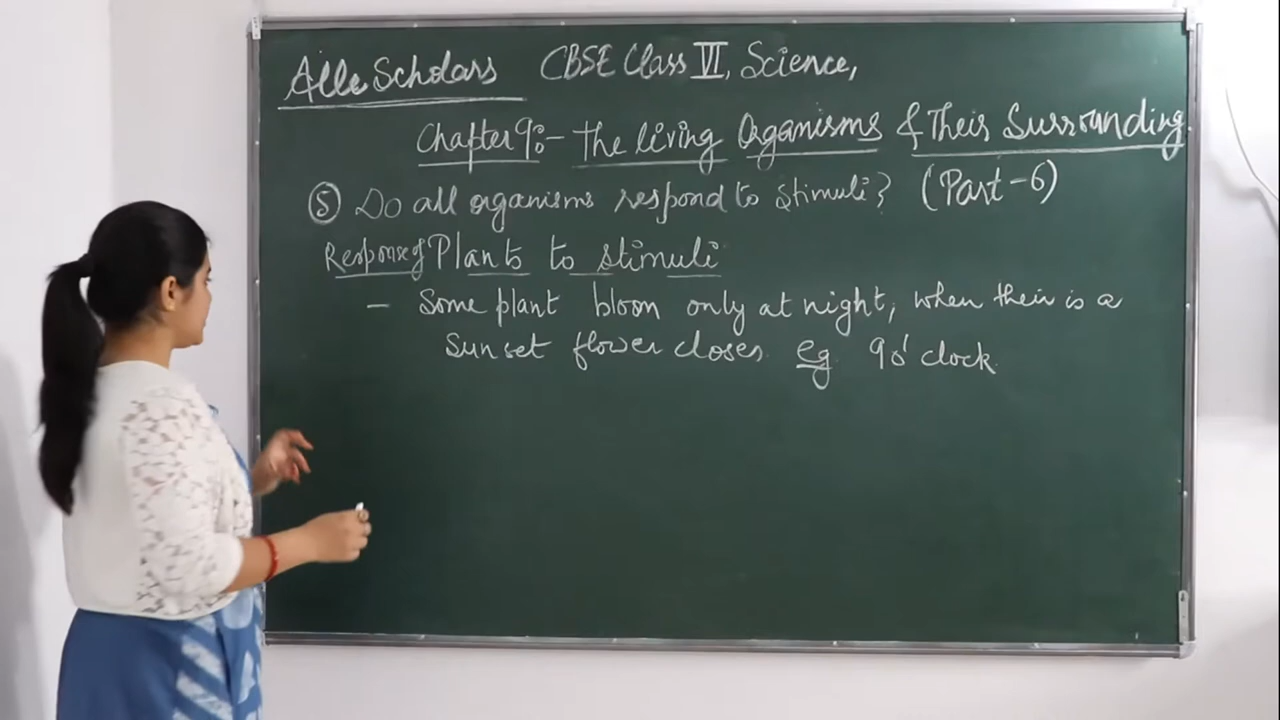 Alle Scholars CBSE Class VI, Science,
Chapter 9:- The living Organisms & Their Surrounding
⑤ Do all organisms respond to stimuli? (Part-6)
Response of Plants to stimuli
- Some plant bloom only at night, when their is a
Sunset flower closes eg 9o'clock.